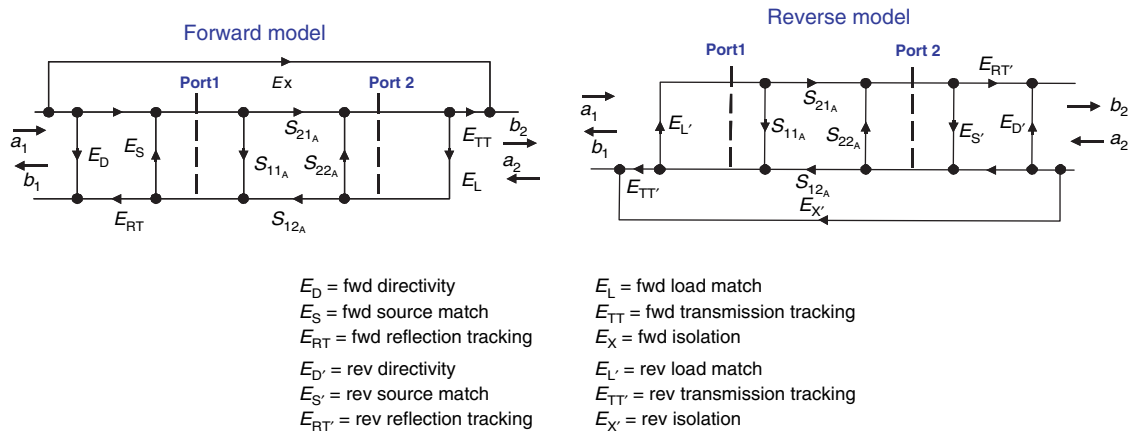 Forward model
Port1
Port 2
Ex
a1
b1
ED
ES
ERT
S21A
S11A
S22A
S12A
ETT
EL
b2
a2
Reverse model
Port1
Port 2
a1
b1
EL′
ETT′
S21A
S11A
S22A
S12A
EX′
ERT′
ES′
ED′
b2
a2
ED = fwd directivity
ES = fwd source match
ERT = fwd reflection tracking
ED′ = rev directivity
ES′ = rev source match
ERT′ = rev reflection tracking
EL = fwd load match
ETT = fwd transmission tracking
EX = fwd isolation
EL′ = rev load match
ETT′ = rev transmission tracking
EX′ = rev isolation